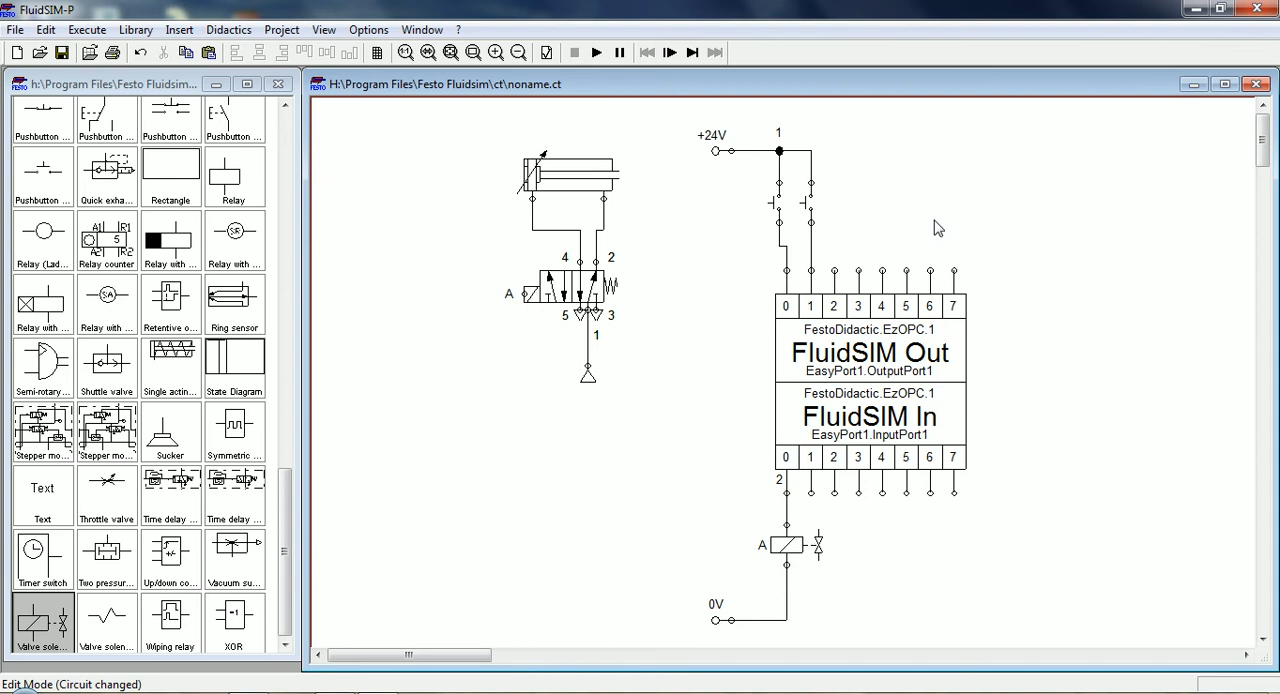 FluidSIM-P
File Edit Execute Library Insert Didactics Project View Options Window ?
h:\Program Files\Festo Fluidsim...
Pushbutton ... Pushbutton ... Pushbutton ... Pushbutton ...
Pushbutton ... Quick exha... Rectangle Relay
A1 R1
5
A2 R2
Relay (Lad... Relay counter Relay with ... Relay with ...
Relay with ... Relay with ... Retentive o... Ring sensor
Semi-rotary... Shuttle valve Single actin... State Diagram
Stepper mo... Stepper mo... Sucker Symmetric ...
Text
Text Throttle valve Time delay ... Time delay ...
Timer switch Two pressur... Up/down co... Vacuum su...
=1
Valve sole... Valve solen... Wiping relay XOR
H:\Program Files\Festo Fluidsim\ct\noname.ct
+24V 1
4 2
A
5 3
1
0 1 2 3 4 5 6 7
FestoDidactic.EzOPC.1
FluidSIM Out
EasyPort1.OutputPort1
FestoDidactic.EzOPC.1
FluidSIM In
EasyPort1.InputPort1
0 1 2 3 4 5 6 7
2
A
0V
Edit Mode (Circuit changed)